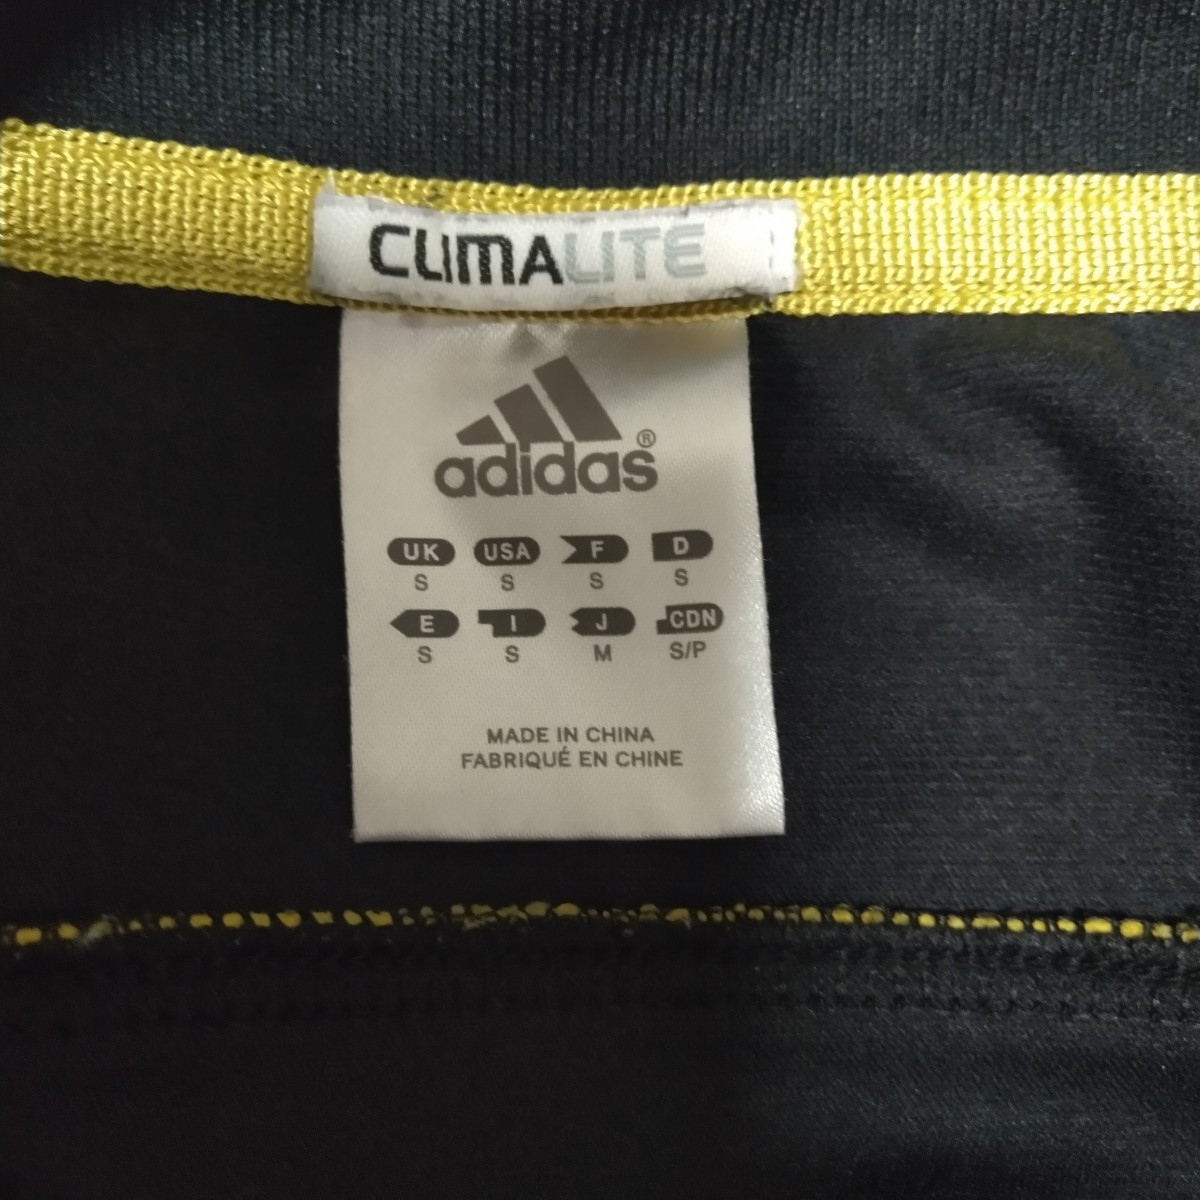 CLIMALITE
adidas®
UK USA F D
S S S S
E I J CDN
S S M S/P
MADE IN CHINA
FABRIQUÉ EN CHINE